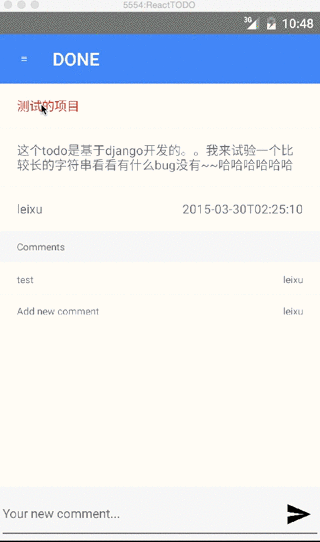 5554:ReactTODO
3G 10:48
DONE
测试的项目
这个todo是基于django开发的。。我来试验一个比
较长的字符串看看有什么bug没有~~哈哈哈哈哈哈
leixu 2015-03-30T02:25:10
Comments
test leixu
Add new comment leixu
Your new comment...